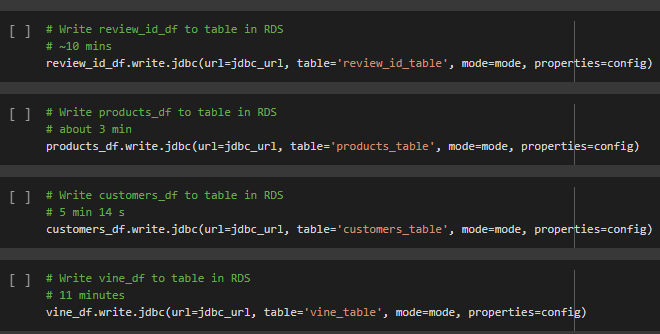 [ ] # Write review_id_df to table in RDS
# ~10 mins
review_id_df.write.jdbc(url=jdbc_url, table='review_id_table', mode=mode, properties=config)
[ ] # Write products_df to table in RDS
# about 3 min
products_df.write.jdbc(url=jdbc_url, table='products_table', mode=mode, properties=config)
[ ] # Write customers_df to table in RDS
# 5 min 14 s
customers_df.write.jdbc(url=jdbc_url, table='customers_table', mode=mode, properties=config)
[ ] # Write vine_df to table in RDS
# 11 minutes
vine_df.write.jdbc(url=jdbc_url, table='vine_table', mode=mode, properties=config)